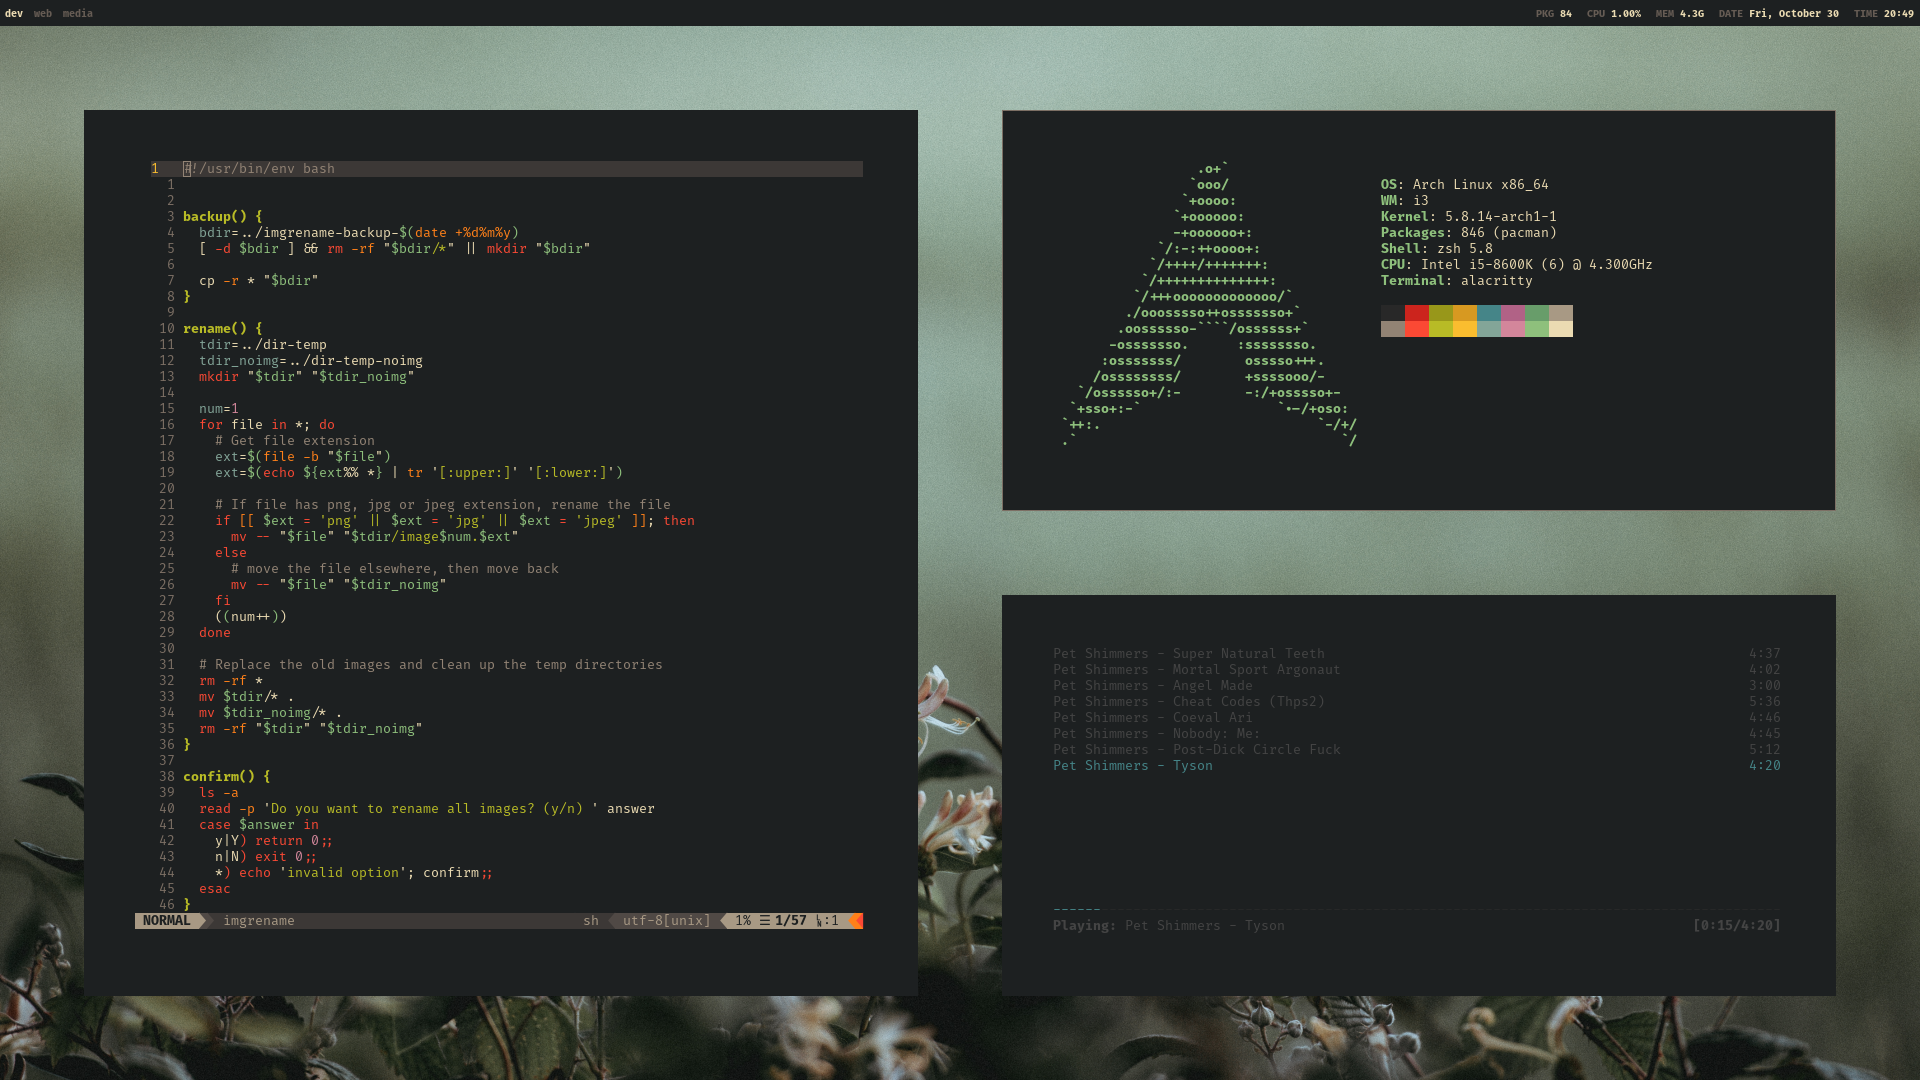 dev web media
PKG 84 CPU 1.00% MEM 4.3G DATE Fri, October 30 TIME 20:49
1 #!/usr/bin/env bash
1
2
3 backup() {
4 bdir=../imgrename-backup-$(date +%d%m%y)
5 [ -d $bdir ] && rm -rf "$bdir/*" || mkdir "$bdir"
6
7 cp -r * "$bdir"
8 }
9
10 rename() {
11 tdir=../dir-temp
12 tdir_noimg=../dir-temp-noimg
13 mkdir "$tdir" "$tdir_noimg"
14
15 num=1
16 for file in *; do
17 # Get file extension
18 ext=$(file -b "$file")
19 ext=$(echo ${ext%% *} | tr '[:upper:]' '[:lower:]')
20
21 # If file has png, jpg or jpeg extension, rename the file
22 if [[ $ext = 'png' || $ext = 'jpg' || $ext = 'jpeg' ]]; then
23 mv -- "$file" "$tdir/image$num.$ext"
24 else
25 # move the file elsewhere, then move back
26 mv -- "$file" "$tdir_noimg"
27 fi
28 ((num++))
29 done
30
31 # Replace the old images and clean up the temp directories
32 rm -rf *
33 mv $tdir/* .
34 mv $tdir_noimg/* .
35 rm -rf "$tdir" "$tdir_noimg"
36 }
37
38 confirm() {
39 ls -a
40 read -p 'Do you want to rename all images? (y/n) ' answer
41 case $answer in
42 y|Y) return 0;;
43 n|N) exit 0;;
44 *) echo 'invalid option'; confirm;;
45 esac
46 }
NORMAL imgrename sh utf-8[unix] 1% ☰ 1/57 :1
.o+`
`ooo/
`+oooo:
`+oooooo:
-+oooooo+:
`/:-:++oooo+:
`/++++/+++++++:
`/++++++++++++++:
`/+++ooooooooooooo/`
./ooosssso++osssssso+`
.oossssso-````/ossssss+`
-osssssso. :ssssssso.
:osssssss/ osssso+++.
/ossssssss/ +ssssooo/-
`/ossssso+/:- -:/+osssso+-
`+sso+:-` `.-/+oso:
`++:. `-/+/
.` `/
OS: Arch Linux x86_64
WM: i3
Kernel: 5.8.14-arch1-1
Packages: 846 (pacman)
Shell: zsh 5.8
CPU: Intel i5-8600K (6) @ 4.300GHz
Terminal: alacritty
Pet Shimmers - Super Natural Teeth 4:37
Pet Shimmers - Mortal Sport Argonaut 4:02
Pet Shimmers - Angel Made 3:00
Pet Shimmers - Cheat Codes (Thps2) 5:36
Pet Shimmers - Coeval Ari 4:46
Pet Shimmers - Nobody: Me: 4:45
Pet Shimmers - Post-Dick Circle Fuck 5:12
Pet Shimmers - Tyson 4:20
------
Playing: Pet Shimmers - Tyson [0:15/4:20]